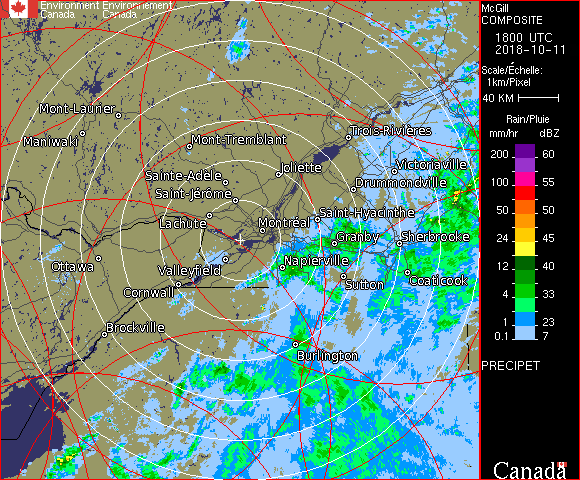 Environment Environnement
Canada Canada
McGill
COMPOSITE
1800 UTC
2018-10-11
Scale/Échelle:
1km/Pixel
40 KM
Rain/Pluie
mm/hr dBZ
200 60
100 55
50 50
24 45
12 40
4 33
1 23
0.1 7
PRECIPET
Canada
Mont-Laurier
Maniwaki
Mont-Tremblant
Trois-Rivières
Sainte-Adèle
Joliette
Victoriaville
Saint-Jérôme
Drummondville
Lachute
Montréal
Saint-Hyacinthe
Granby
Sherbrooke
Ottawa
Valleyfield
Napierville
Cornwall
Sutton
Coaticook
Brockville
Burlington